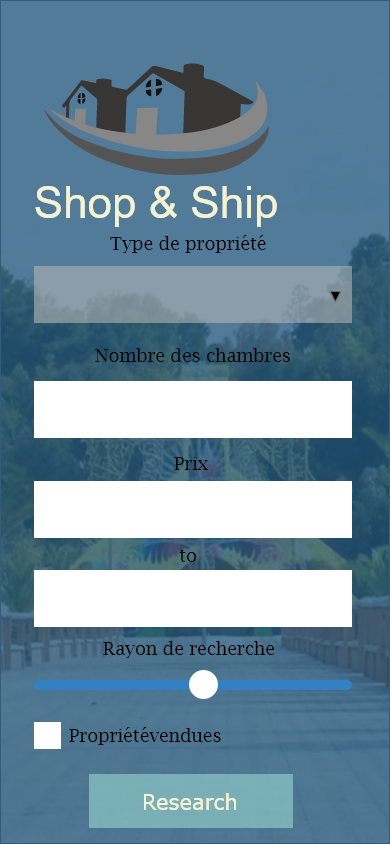 Shop & Ship
Type de propriété
Nombre des chambres
Prix
to
Rayon de recherche
Propriétévendues
Research